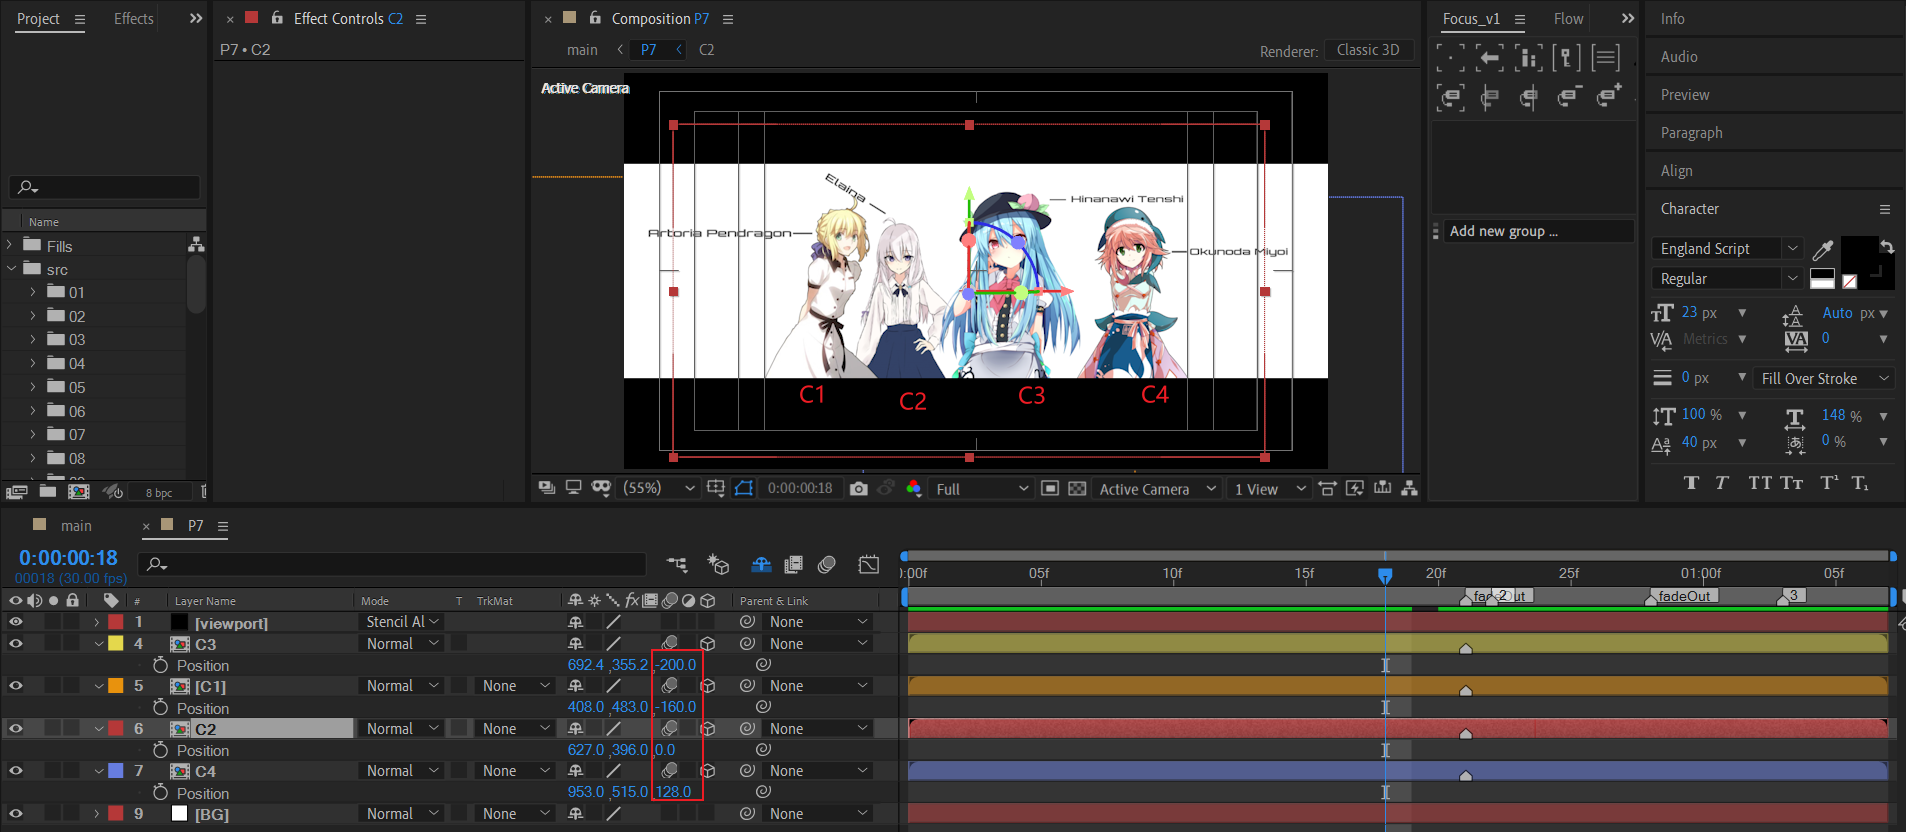 Project
Effects
Effect Controls C2
P7 • C2
Name
Fills
src
01
02
03
04
05
06
07
08
8 bpc
Composition P7
main
P7
C2
Renderer:
Classic 3D
Active Camera
Elaina
Artoria Pendragon
Hinanawi Tenshi
Okunoda Miyoi
C1
C2
C3
C4
(55%)
0:00:00:18
Full
Active Camera
1 View
Focus_v1
Flow
Add new group ...
Info
Audio
Preview
Paragraph
Align
Character
England Script
Regular
23 px
Auto px
Metrics
0
0 px
Fill Over Stroke
100 %
148 %
40 px
0 %
T T TT Tt T¹ T₁
main
P7
0:00:00:18
00018 (30.00 fps)
0:00f 05f 10f 15f 20f 25f 01:00f 05f
# Layer Name Mode T TrkMat Parent & Link
2
fadeOut
fadeOut
3
1 [viewport] Stencil Al None
4 C3 Normal None
Position 692.4 ,355.2 ,-200.0
5 [C1] Normal None None
Position 408.0 ,483.0 ,-160.0
6 C2 Normal None None
Position 627.0 ,396.0 ,0.0
7 C4 Normal None None
Position 953.0 ,515.0 ,128.0
9 [BG] Normal None None